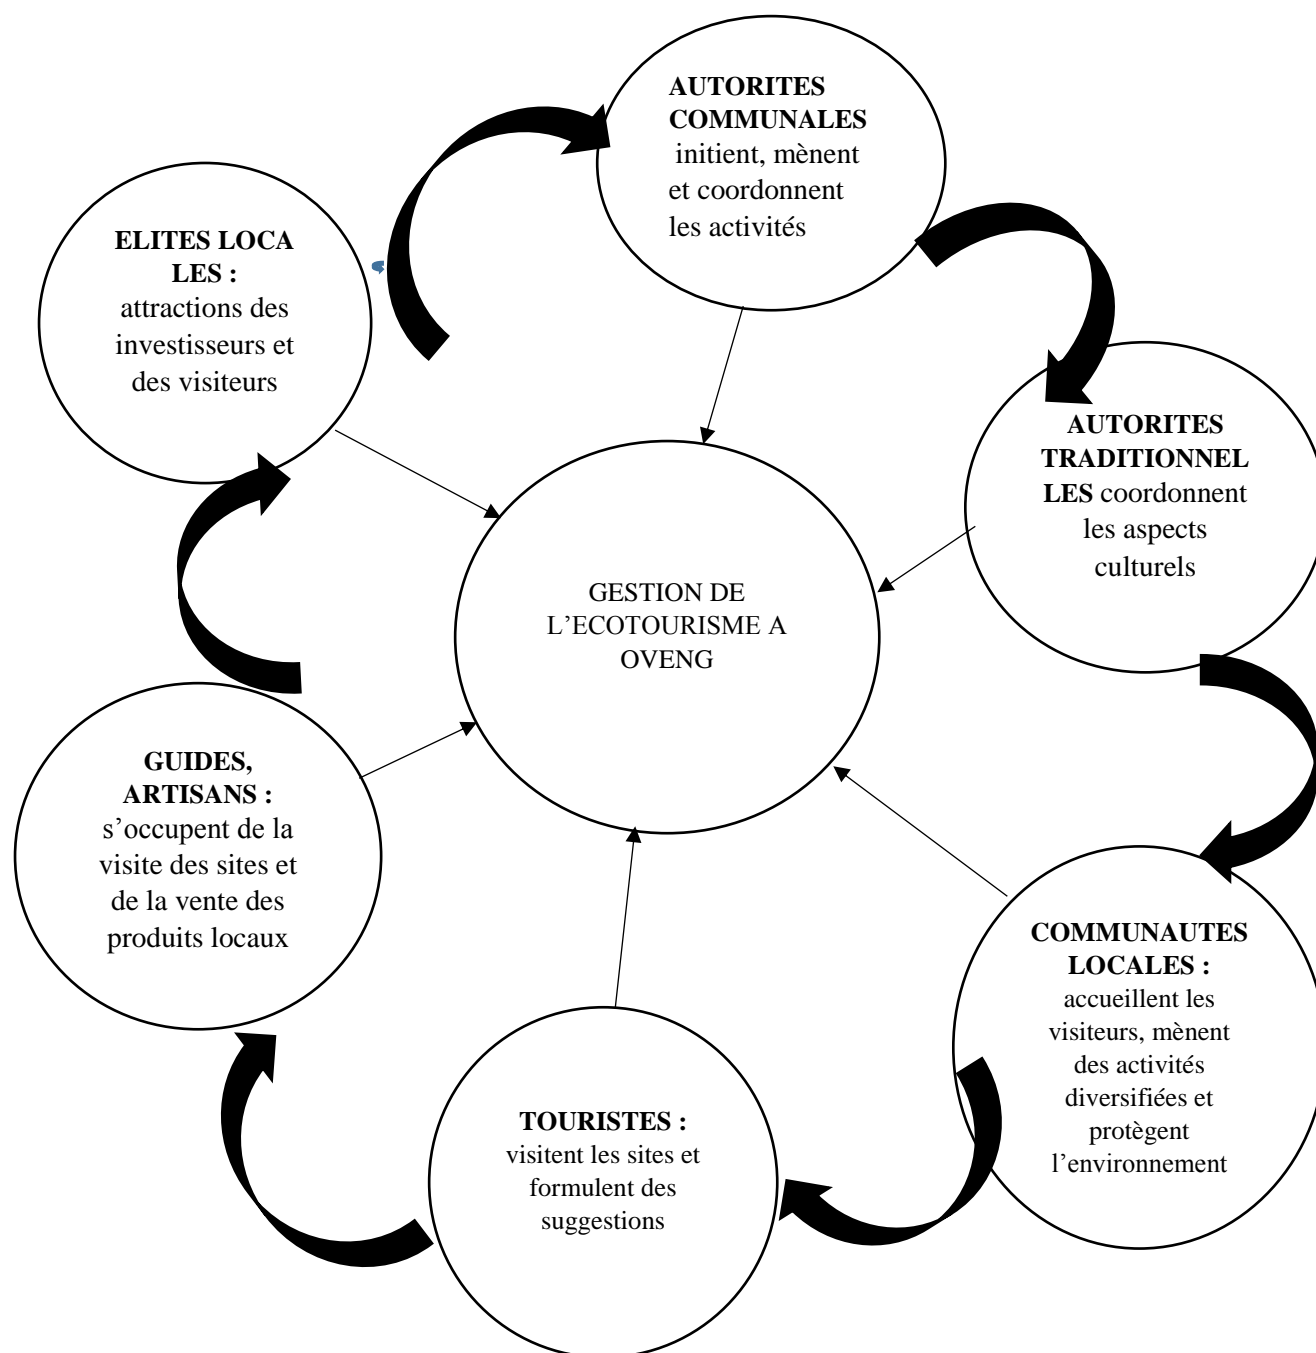 AUTORITES
COMMUNALES
initient, mènent
et coordonnent
les activités
ELITES LOCA
LES :
attractions des
investisseurs et
des visiteurs
AUTORITES
TRADITIONNEL
LES coordonnent
les aspects
culturels
GESTION DE
L’ECOTOURISME A
OVENG
GUIDES,
ARTISANS :
s’occupent de la
visite des sites et
de la vente des
produits locaux
COMMUNAUTES
LOCALES :
accueillent les
visiteurs, mènent
des activités
diversifiées et
protègent
l’environnement
TOURISTES :
visitent les sites et
formulent des
suggestions